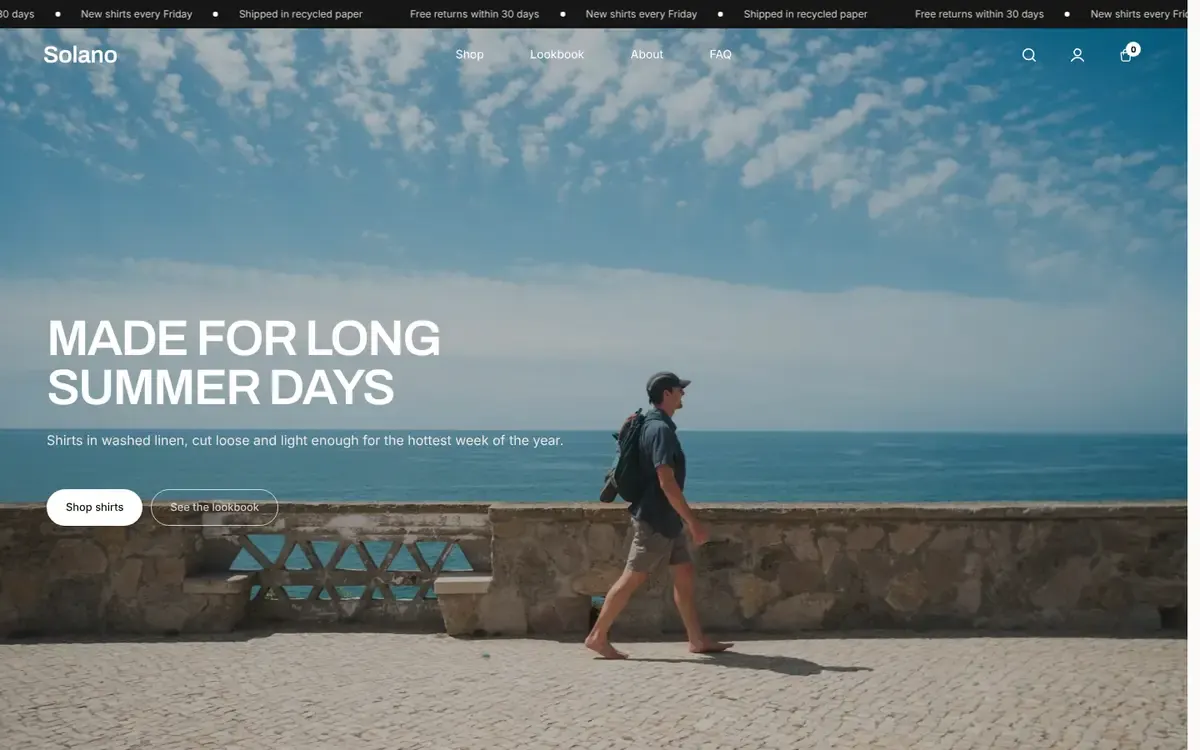 30 days • New shirts every Friday • Shipped in recycled paper Free returns within 30 days • New shirts every Friday • Shipped in recycled paper Free returns within 30 days • New shirts every
Solano
Shop Lookbook About FAQ
0
MADE FOR LONG
SUMMER DAYS
Shirts in washed linen, cut loose and light enough for the hottest week of the year.
Shop shirts See the lookbook